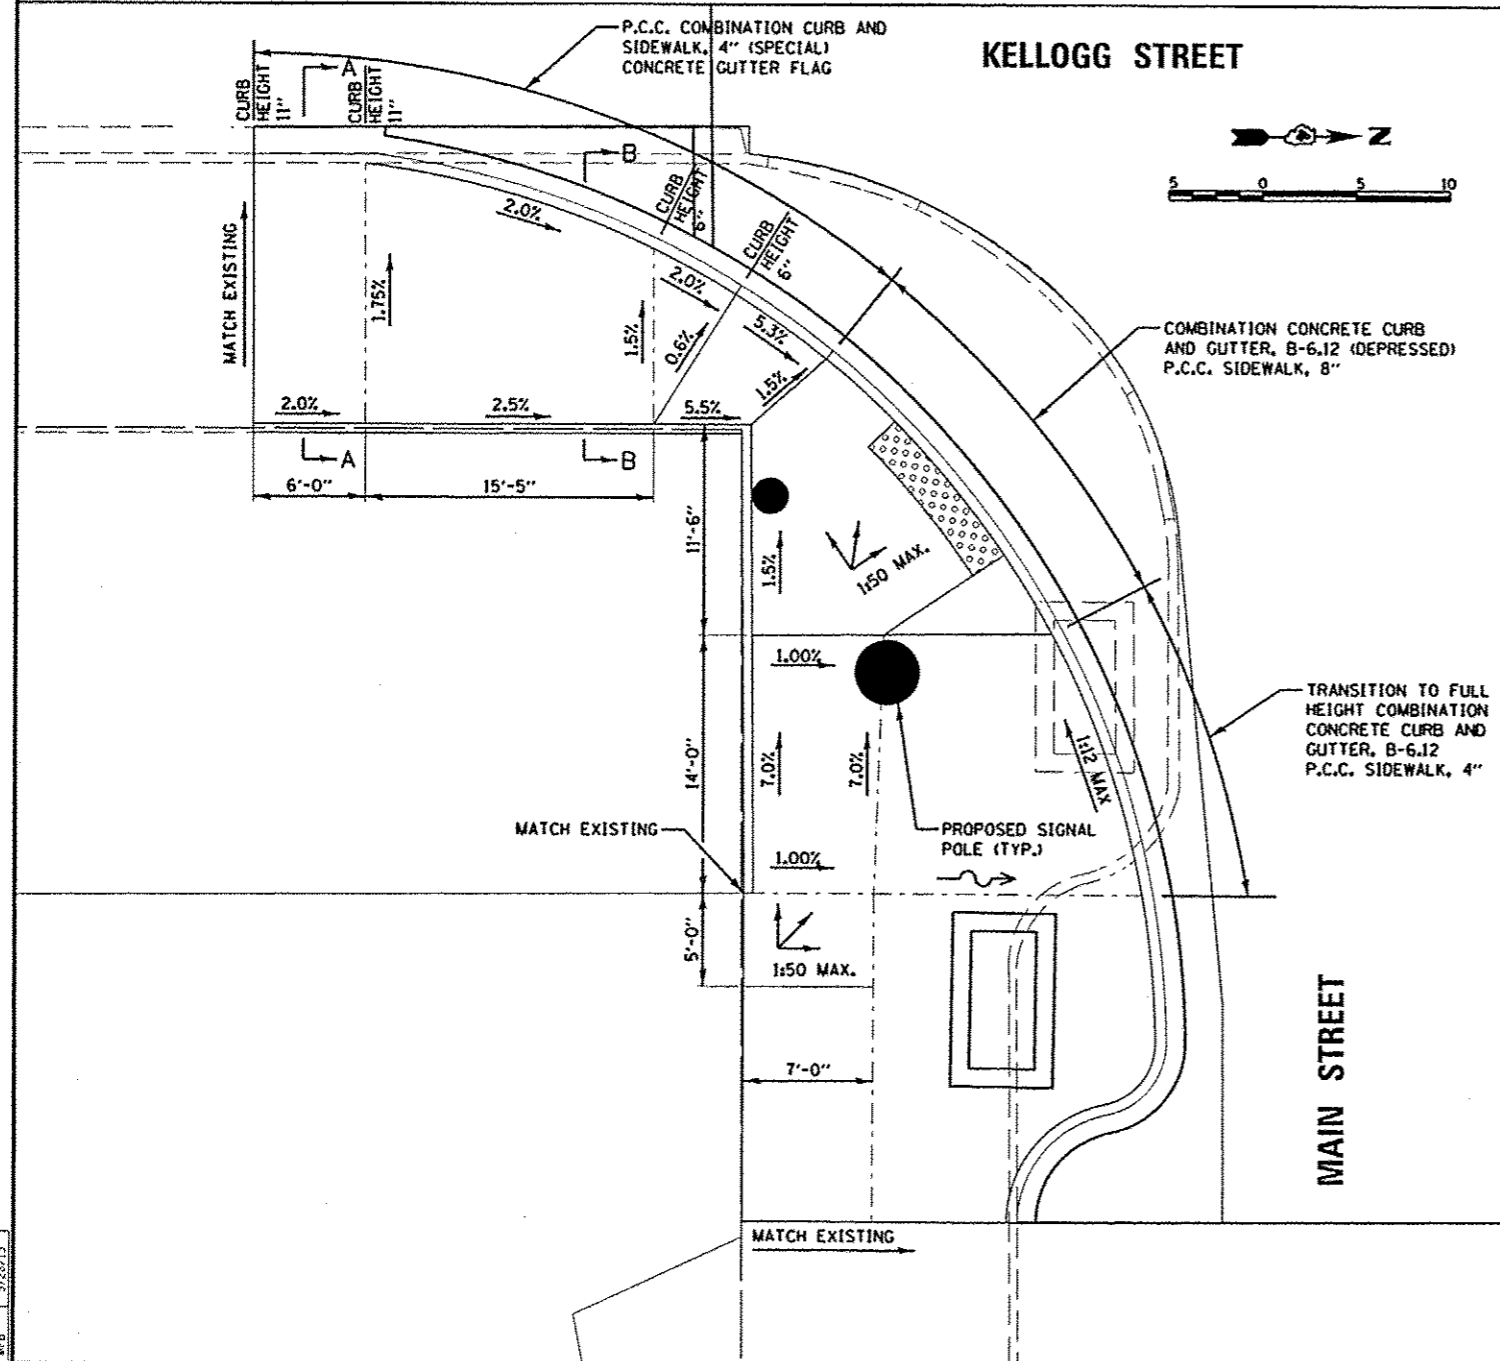 P.C.C. COMBINATION CURB AND
SIDEWALK, 4" (SPECIAL)
CONCRETE GUTTER FLAG
KELLOGG STREET
N
5 0 5 10
CURB
HEIGHT
11"
A
CURB
HEIGHT
11"
B
CURB
HEIGHT
6"
CURB
HEIGHT
6"
2.0%
MATCH EXISTING
1.75%
1.5%
0.6%
2.0%
5.3%
1.5%
COMBINATION CONCRETE CURB
AND GUTTER, B-6.12 (DEPRESSED)
P.C.C. SIDEWALK, 8"
2.0%
2.5%
5.5%
A
B
6'-0"
15'-5"
11'-6"
1.5%
1:50 MAX.
1.00%
14'-0"
7.0%
7.0%
1:12 MAX
TRANSITION TO FULL
HEIGHT COMBINATION
CONCRETE CURB AND
GUTTER, B-6.12
P.C.C. SIDEWALK, 4"
MATCH EXISTING
PROPOSED SIGNAL
POLE (TYP.)
1.00%
5'-0"
1:50 MAX.
7'-0"
MAIN STREET
MATCH EXISTING